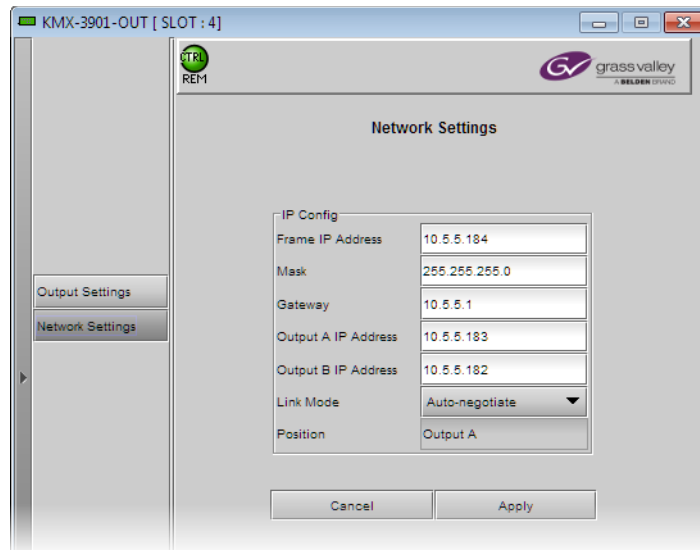 KMX-3901-OUT [ SLOT : 4]
CTRL
REM
GV grass valley
A BELDEN BRAND
Network Settings
Output Settings
Network Settings
IP Config
Frame IP Address 10.5.5.184
Mask 255.255.255.0
Gateway 10.5.5.1
Output A IP Address 10.5.5.183
Output B IP Address 10.5.5.182
Link Mode Auto-negotiate
Position Output A
Cancel Apply